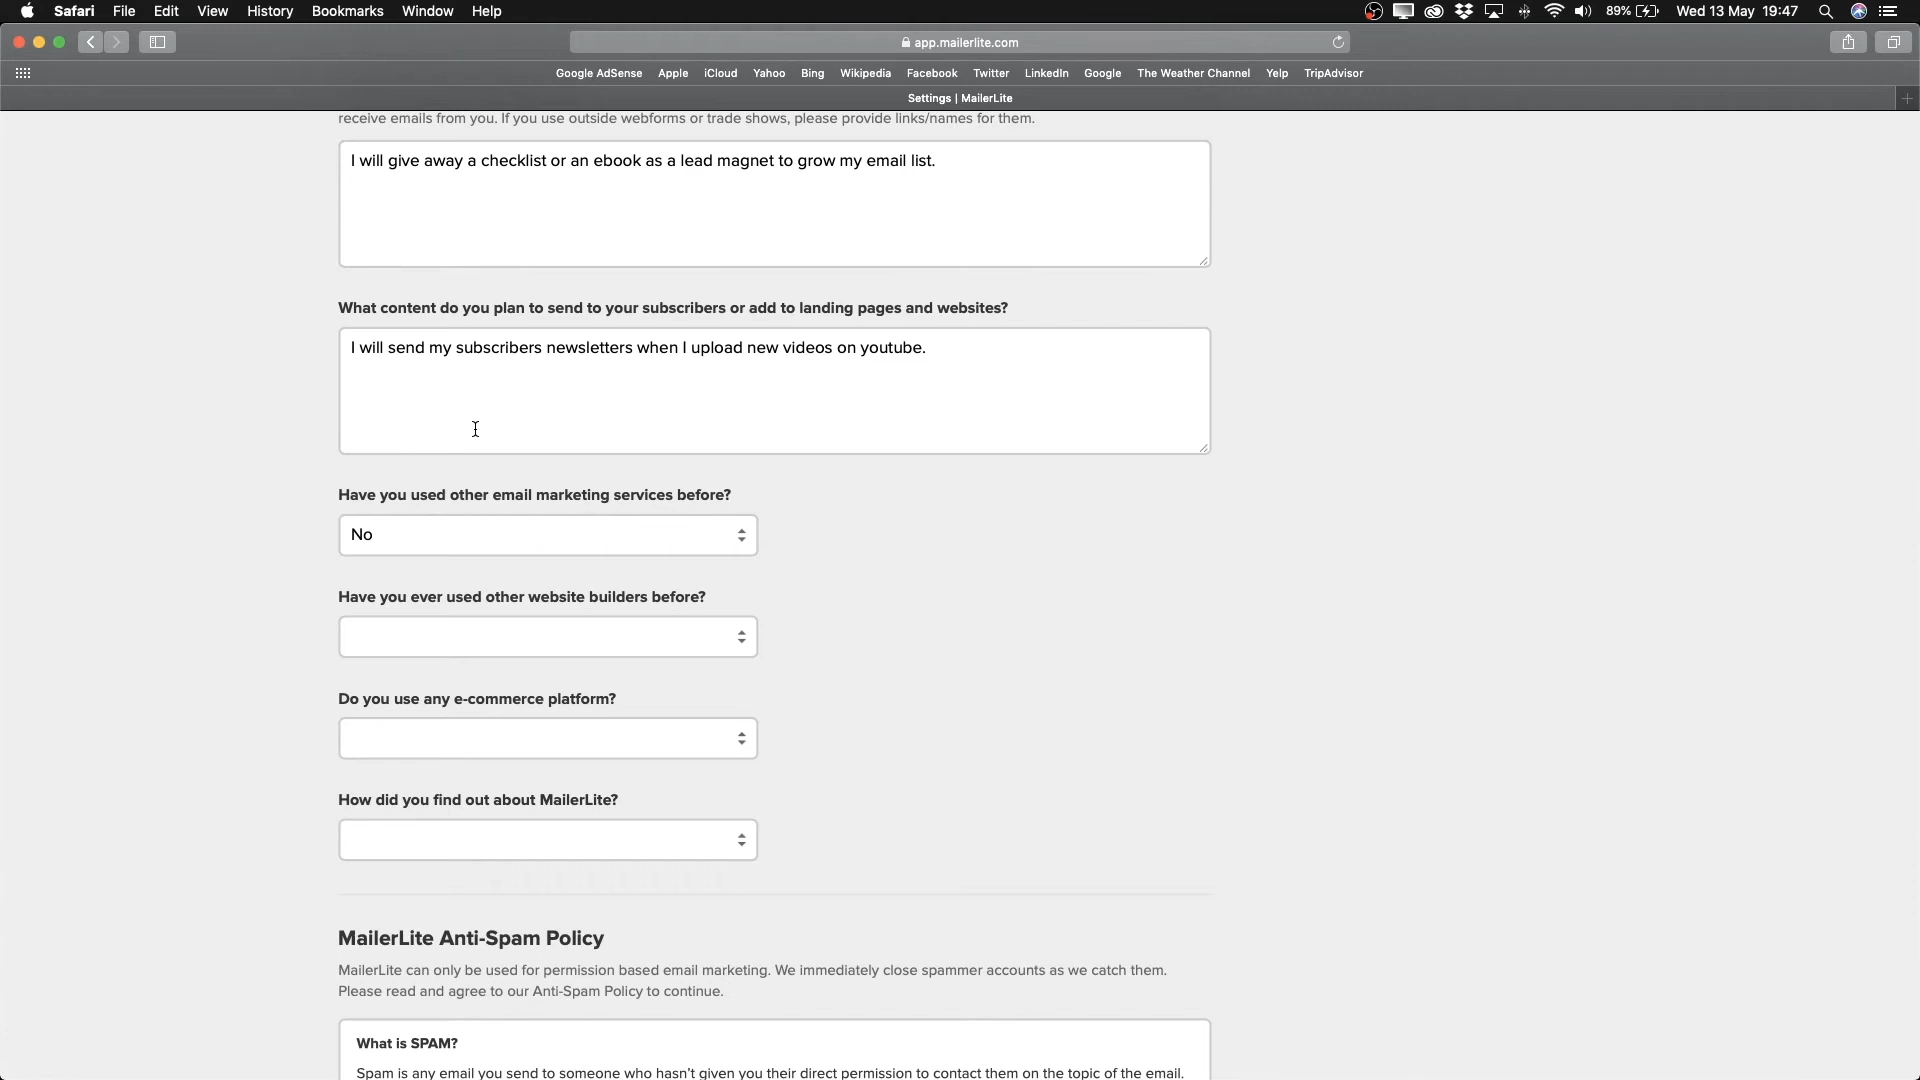 Safari File Edit View History Bookmarks Window Help 89% Wed 13 May 19:47
app.mailerlite.com
Google AdSense Apple iCloud Yahoo Bing Wikipedia Facebook Twitter LinkedIn Google The Weather Channel Yelp TripAdvisor
Settings | MailerLite
receive emails from you. If you use outside webforms or trade shows, please provide links/names for them.
I will give away a checklist or an ebook as a lead magnet to grow my email list.
What content do you plan to send to your subscribers or add to landing pages and websites?
I will send my subscribers newsletters when I upload new videos on youtube.
Have you used other email marketing services before?
No
Have you ever used other website builders before?
Do you use any e-commerce platform?
How did you find out about MailerLite?
MailerLite Anti-Spam Policy
MailerLite can only be used for permission based email marketing. We immediately close spammer accounts as we catch them.
Please read and agree to our Anti-Spam Policy to continue.
What is SPAM?
Spam is any email you send to someone who hasn't given you their direct permission to contact them on the topic of the email.